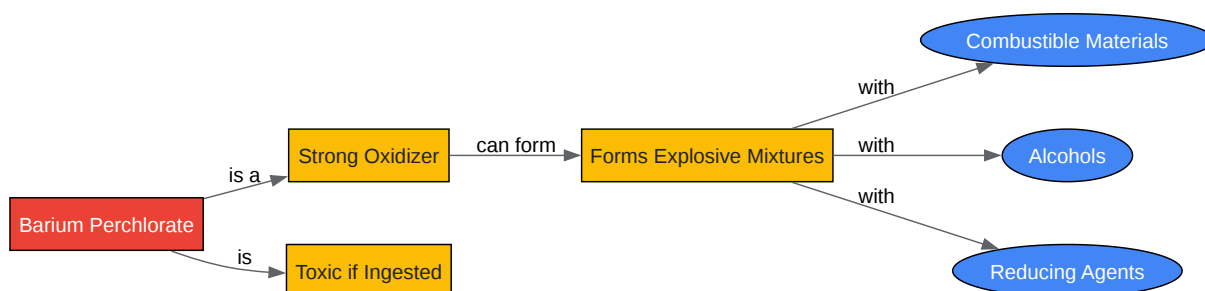 Combustible Materials
with
Strong Oxidizer
can form
Forms Explosive Mixtures
with
Alcohols
is a
with
Barium Perchlorate
is
Toxic if Ingested
Reducing Agents